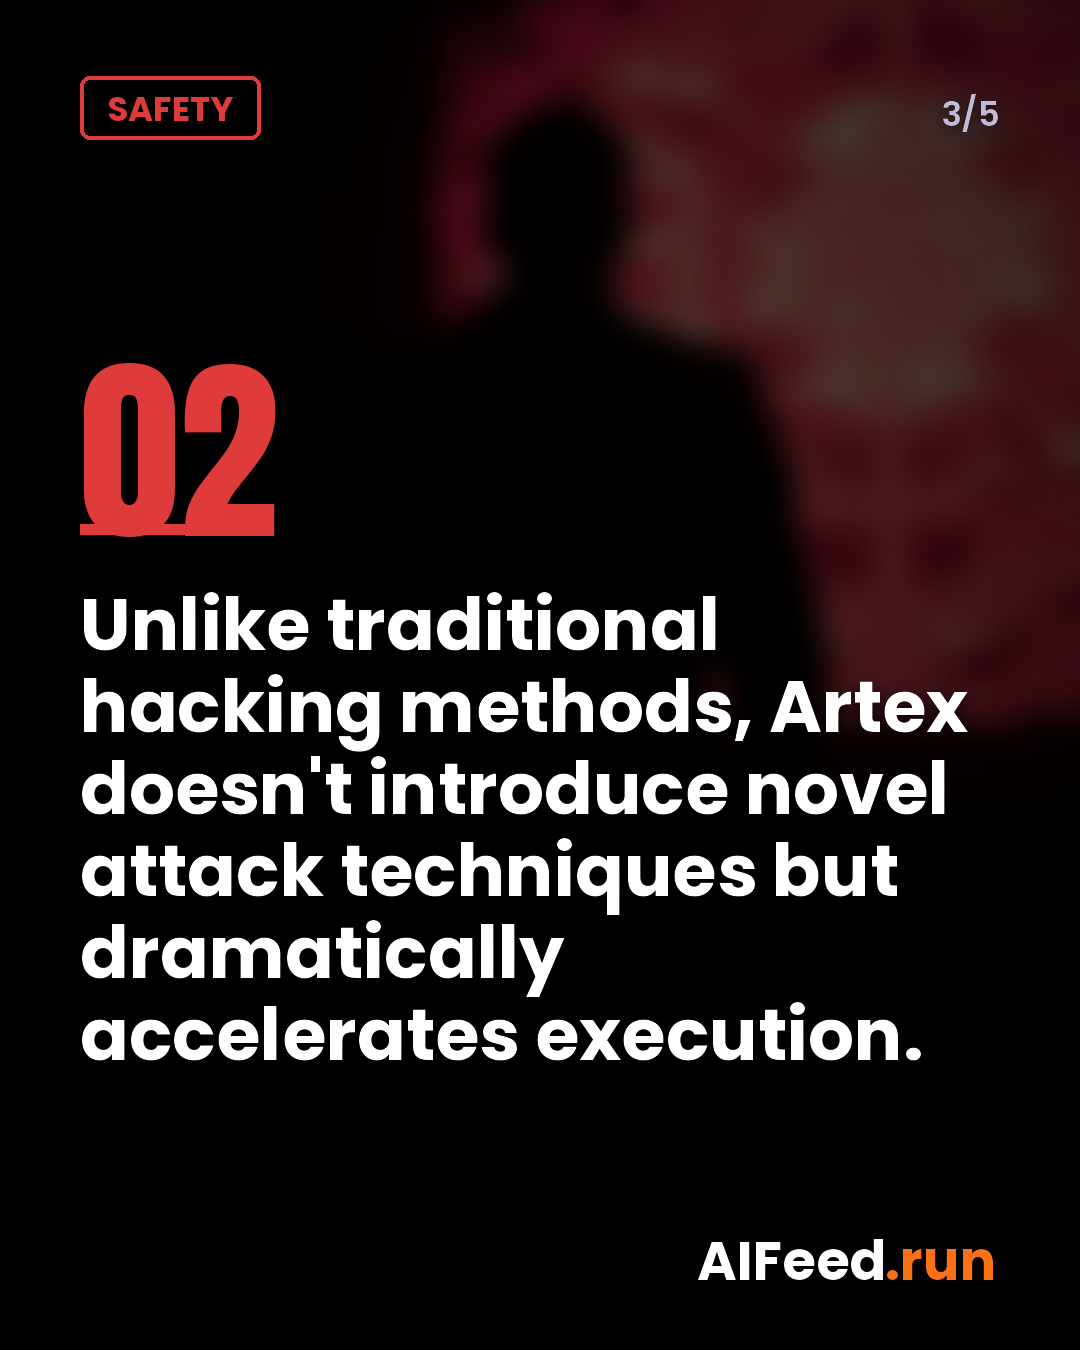 SAFETY
3/5
02
Unlike traditional
hacking methods, Artex
doesn't introduce novel
attack techniques but
dramatically
accelerates execution.
AIFeed.run